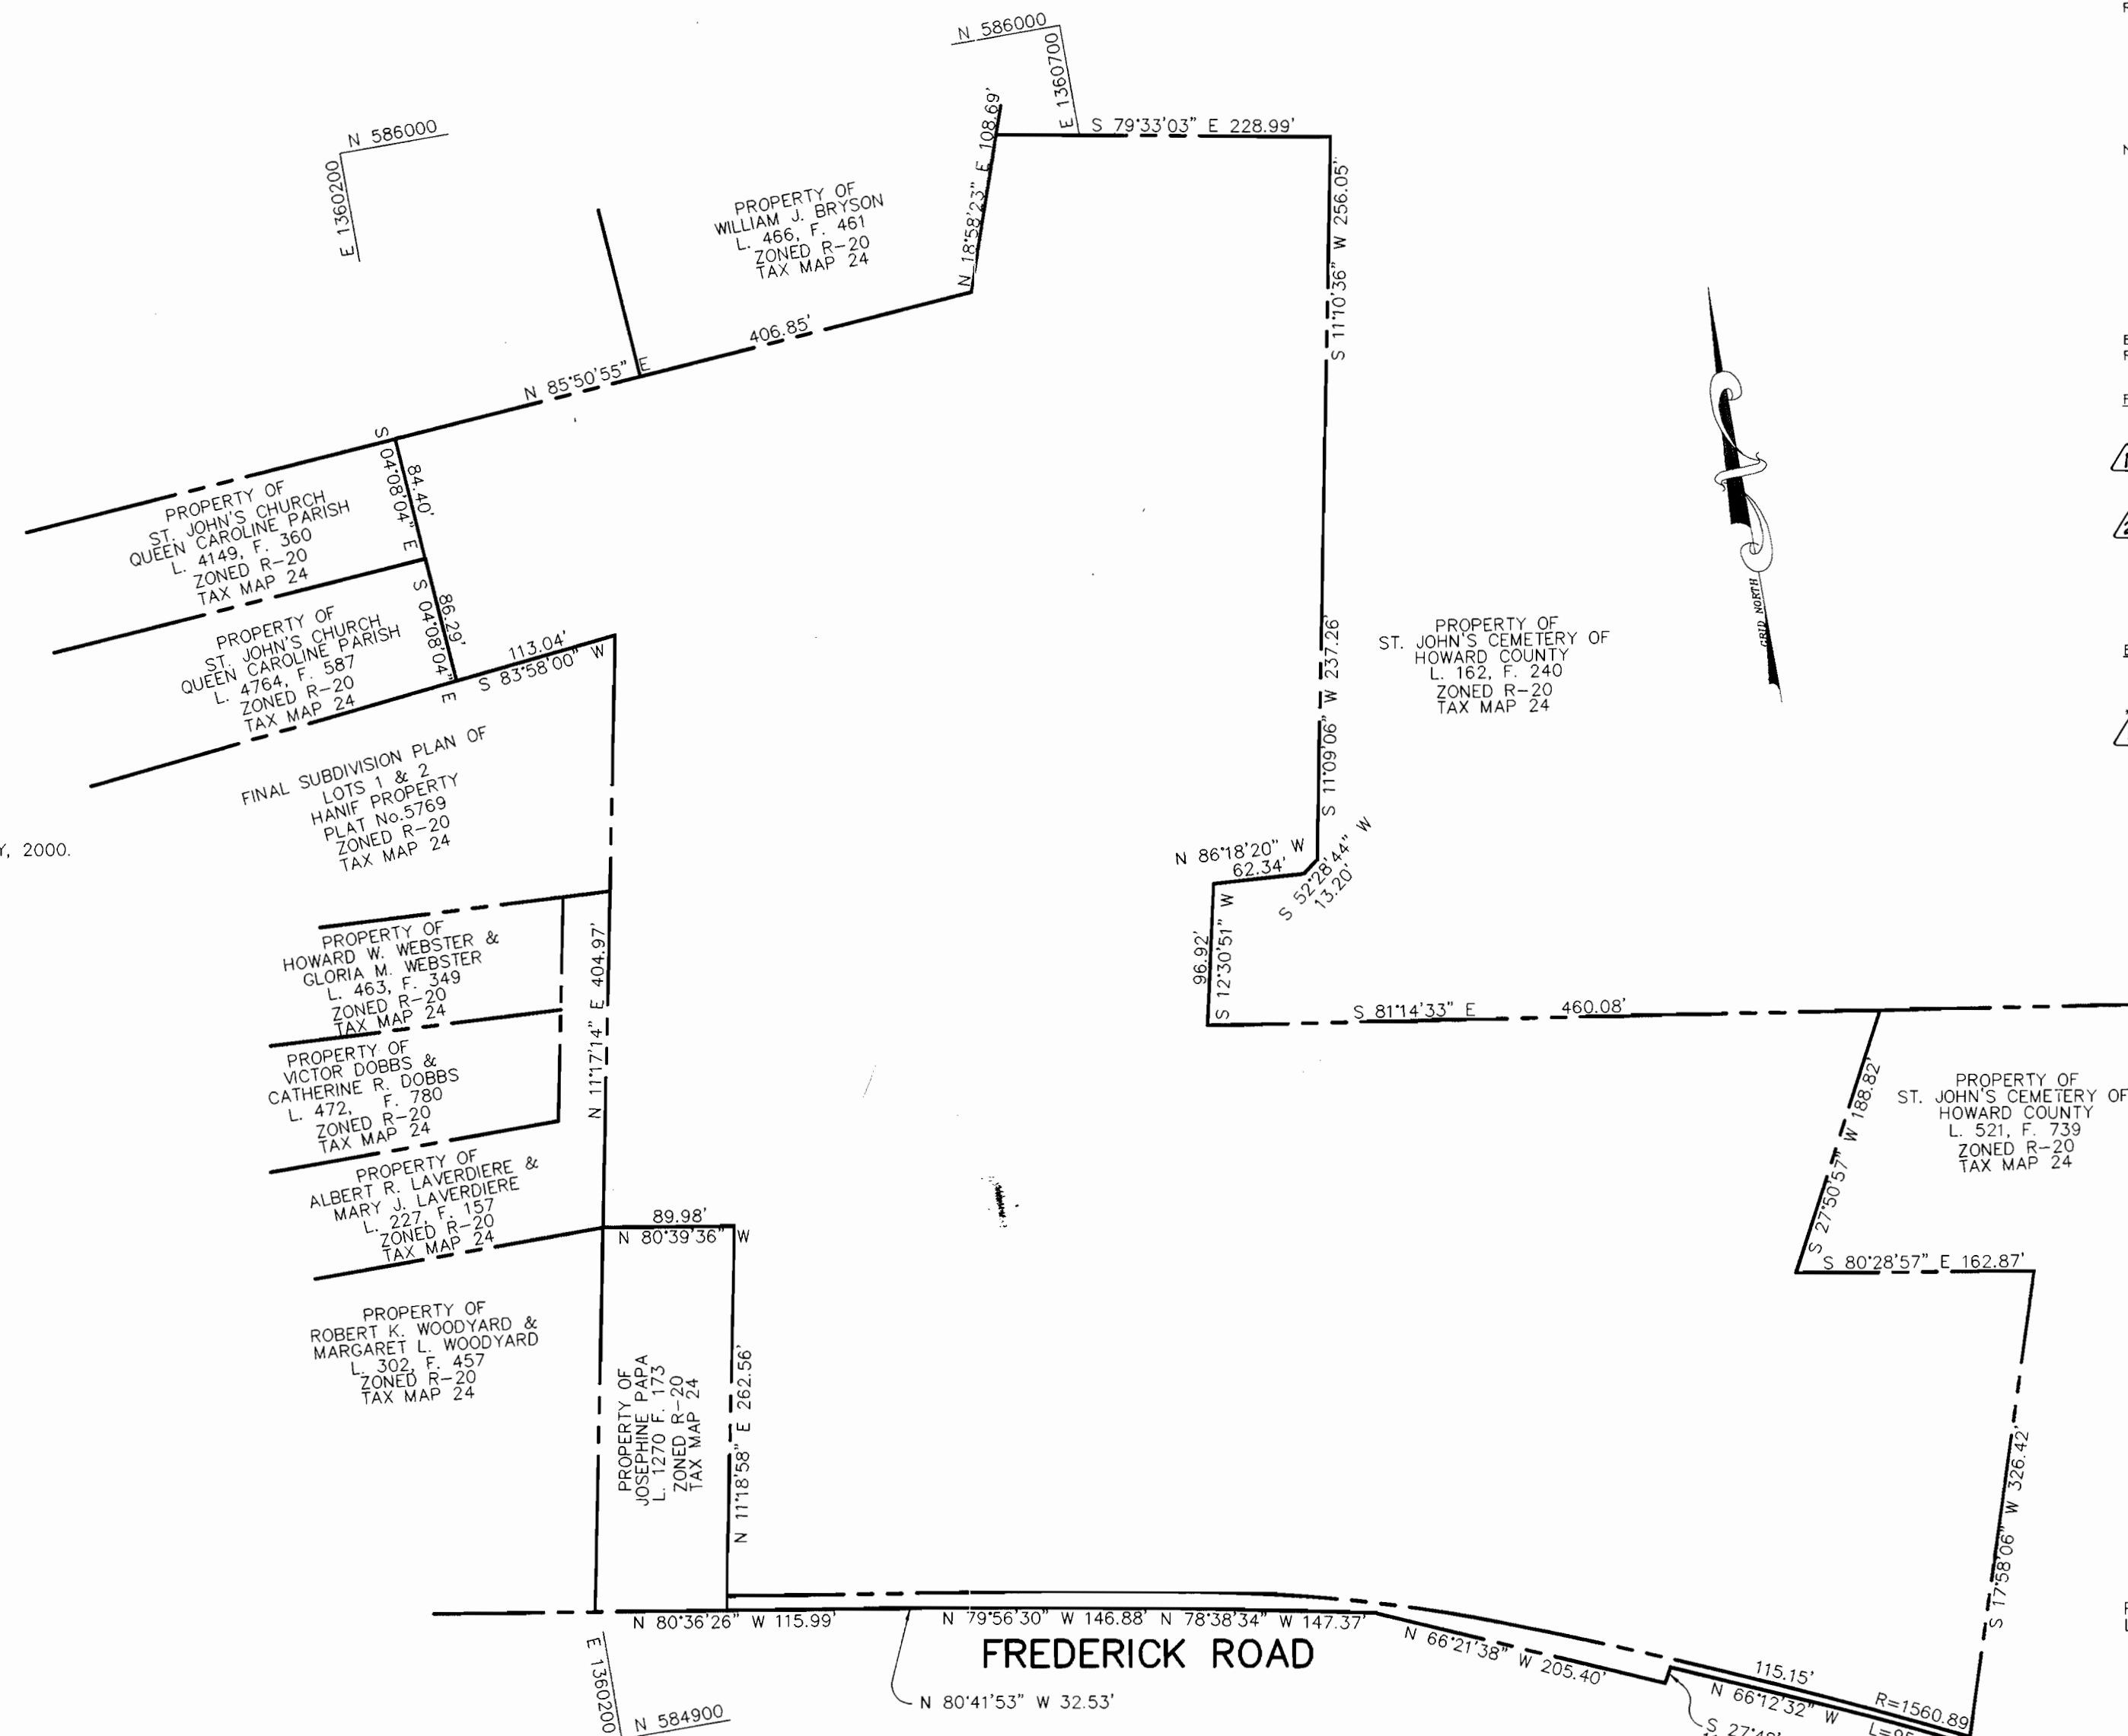 N 586000
E 1360700
N 586000
E 1360200
S 79°33'03" E 228.99'
N 18°58'23" E 108.69'
S 11°10'36" W 256.05'
PROPERTY OF
WILLIAM J. BRYSON
L. 466, F. 461
ZONED R-20
TAX MAP 24
N 85°50'55" E 406.85'
S 04°08'04" E
84.40'
PROPERTY OF
ST. JOHN'S CHURCH
QUEEN CAROLINE PARISH
L. 4149, F. 360
ZONED R-20
TAX MAP 24
S 04°08'04" E
86.29'
PROPERTY OF
ST. JOHN'S CHURCH
QUEEN CAROLINE PARISH
L. 4764, F. 587
ZONED R-20
TAX MAP 24
113.04'
S 83°58'00" W
GRID NORTH
PROPERTY OF
ST. JOHN'S CEMETERY OF
HOWARD COUNTY
L. 162, F. 240
ZONED R-20
TAX MAP 24
S 11°09'06" W 237.26'
FINAL SUBDIVISION PLAN OF
LOTS 1 & 2
HANIF PROPERTY
PLAT No.5769
ZONED R-20
TAX MAP 24
, 2000.
N 86°18'20" W
62.34'
S 52°28'44" W
13.20'
96.92'
S 12°30'51" W
PROPERTY OF
HOWARD W. WEBSTER &
GLORIA M. WEBSTER
L. 463, F. 349
ZONED R-20
TAX MAP 24
N 11°17'14" E 404.97'
S 81°14'33" E 460.08'
PROPERTY OF
VICTOR DOBBS &
CATHERINE R. DOBBS
L. 472, F. 780
ZONED R-20
TAX MAP 24
S 27°50'57" W 188.82'
PROPERTY OF
ST. JOHN'S CEMETERY OF
HOWARD COUNTY
L. 521, F. 739
ZONED R-20
TAX MAP 24
PROPERTY OF
ALBERT R. LAVERDIERE &
MARY J. LAVERDIERE
L. 227, F. 157
ZONED R-20
TAX MAP 24
89.98'
N 80°39'36" W
S 80°28'57" E 162.87'
PROPERTY OF
ROBERT K. WOODYARD &
MARGARET L. WOODYARD
L. 302, F. 457
ZONED R-20
TAX MAP 24
PROPERTY OF
JOSEPHINE PAPA
L. 1270 F. 173
ZONED R-20
TAX MAP 24
N 11°18'58" E 262.56'
S 17°58'06" W 326.42'
N 80°36'26" W 115.99'
N 79°56'30" W 146.88'
N 78°38'34" W 147.37'
FREDERICK ROAD
N 66°21'38" W 205.40'
N 80°41'53" W 32.53'
115.15'
N 66°12'32" W
R=1560.89
E 1360200
N 584900